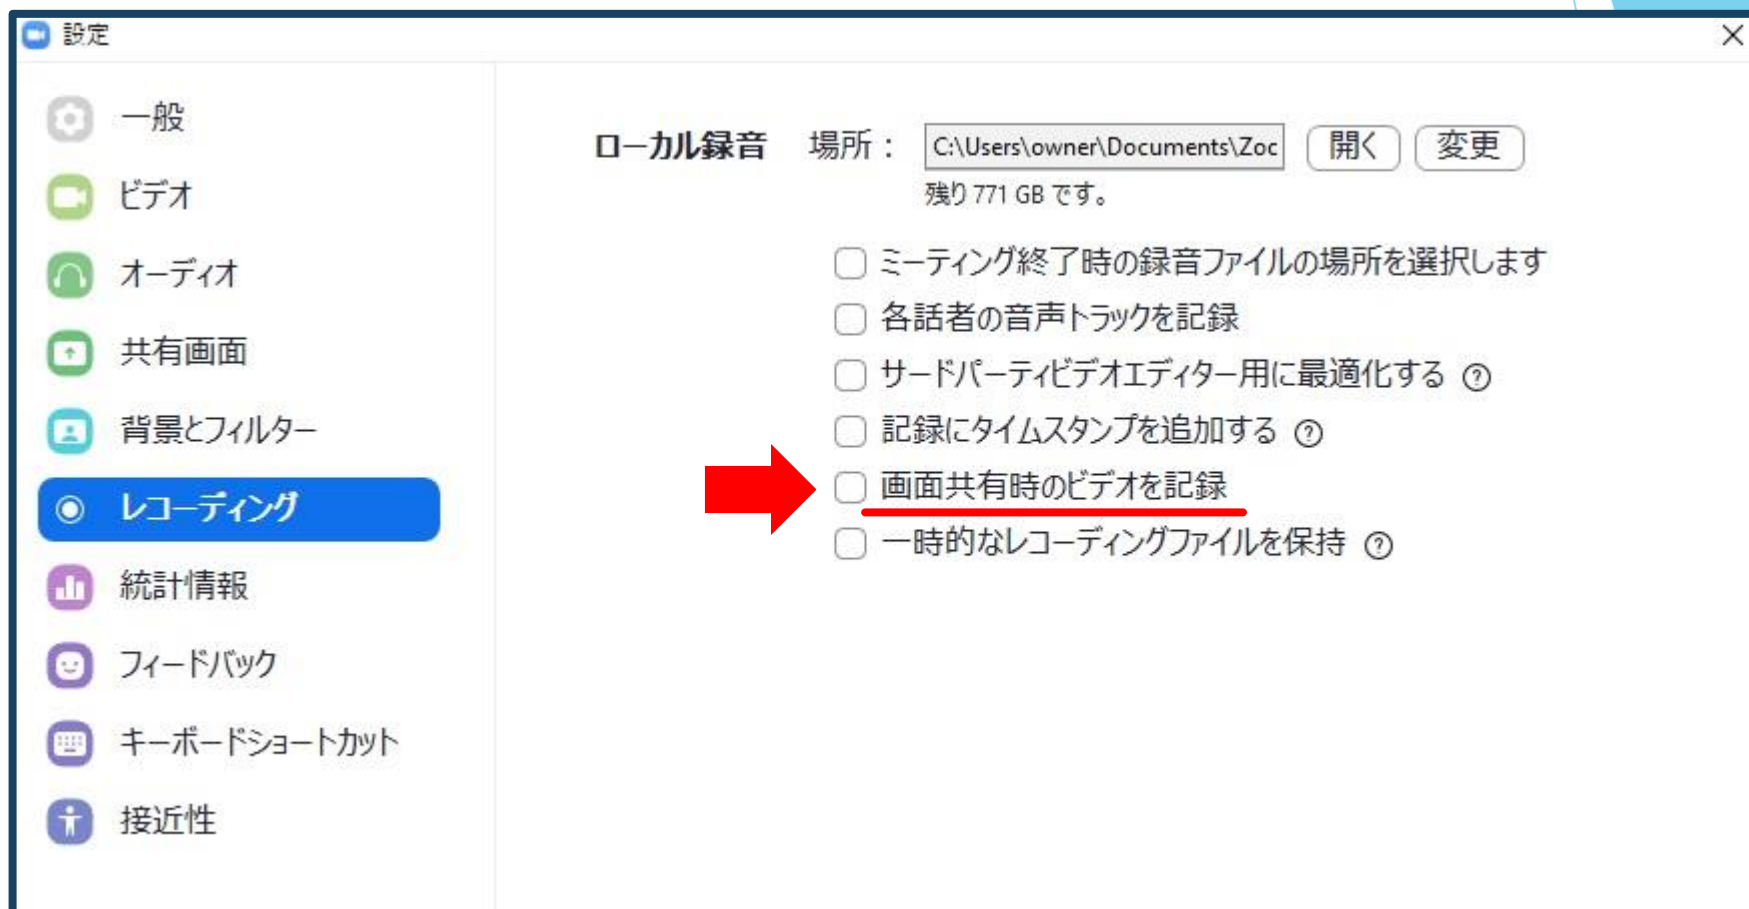 設定
一般
ビデオ
オーディオ
共有画面
背景とフィルター
レコーディング
統計情報
フィードバック
キーボードショートカット
接近性
ローカル録音 場所： C:\Users\owner\Documents\Zoc 開く 変更
残り 771 GB です。
ミーティング終了時の録音ファイルの場所を選択します
各話者の音声トラックを記録
サードパーティビデオエディター用に最適化する ?
記録にタイムスタンプを追加する ?
画面共有時のビデオを記録
一時的なレコーディングファイルを保持 ?